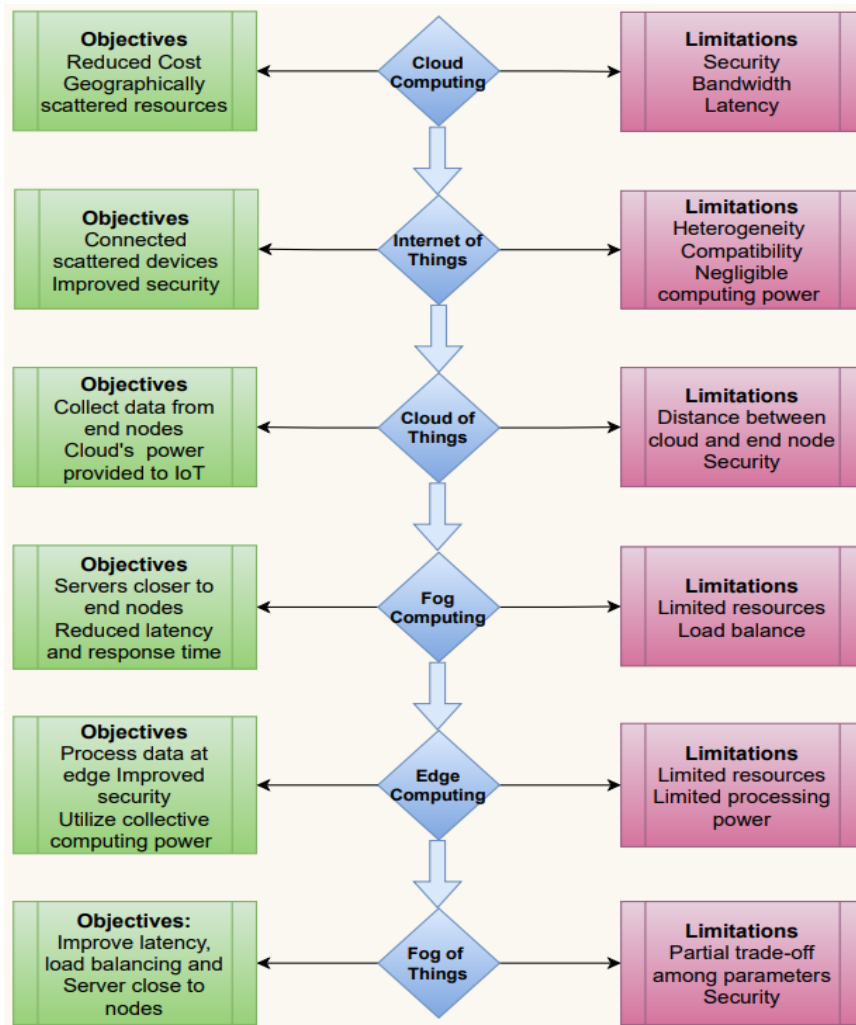 Objectives
Reduced Cost
Geographically
scattered resources
Cloud
Computing
Limitations
Security
Bandwidth
Latency
Objectives
Connected
scattered devices
Improved security
Internet of
Things
Limitations
Heterogeneity
Compatibility
Negligible
computing power
Objectives
Collect data from
end nodes
Cloud's power
provided to IoT
Cloud of
Things
Limitations
Distance between
cloud and end node
Security
Objectives
Servers closer to
end nodes
Reduced latency
and response time
Fog
Computing
Limitations
Limited resources
Load balance
Objectives
Process data at
edge Improved
security
Utilize collective
computing power
Edge
Computing
Limitations
Limited resources
Limited processing
power
Objectives:
Improve latency,
load balancing and
Server close to
nodes
Fog of
Things
Limitations
Partial trade-off
among parameters
Security